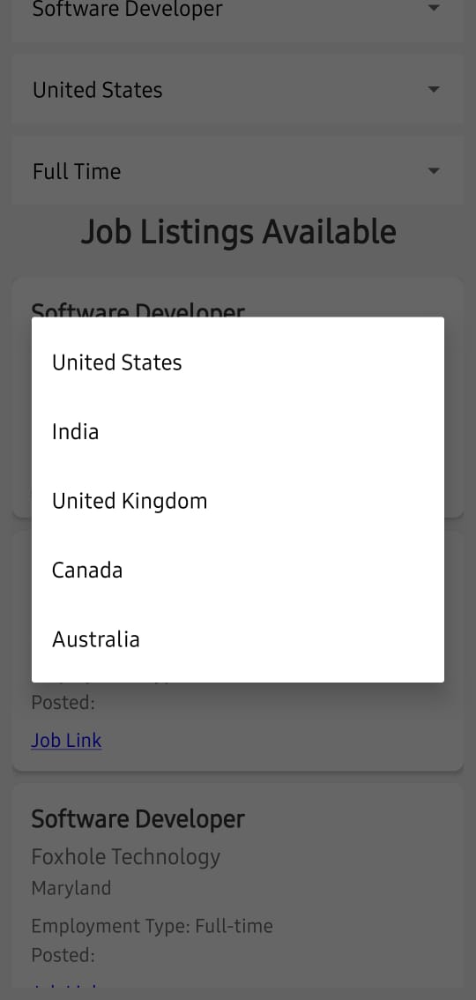 Software Developer
United States
Full Time
Job Listings Available
Software Developer
United States
India
United Kingdom
Canada
Australia
Posted:
Job Link
Software Developer
Foxhole Technology
Maryland
Employment Type: Full-time
Posted: